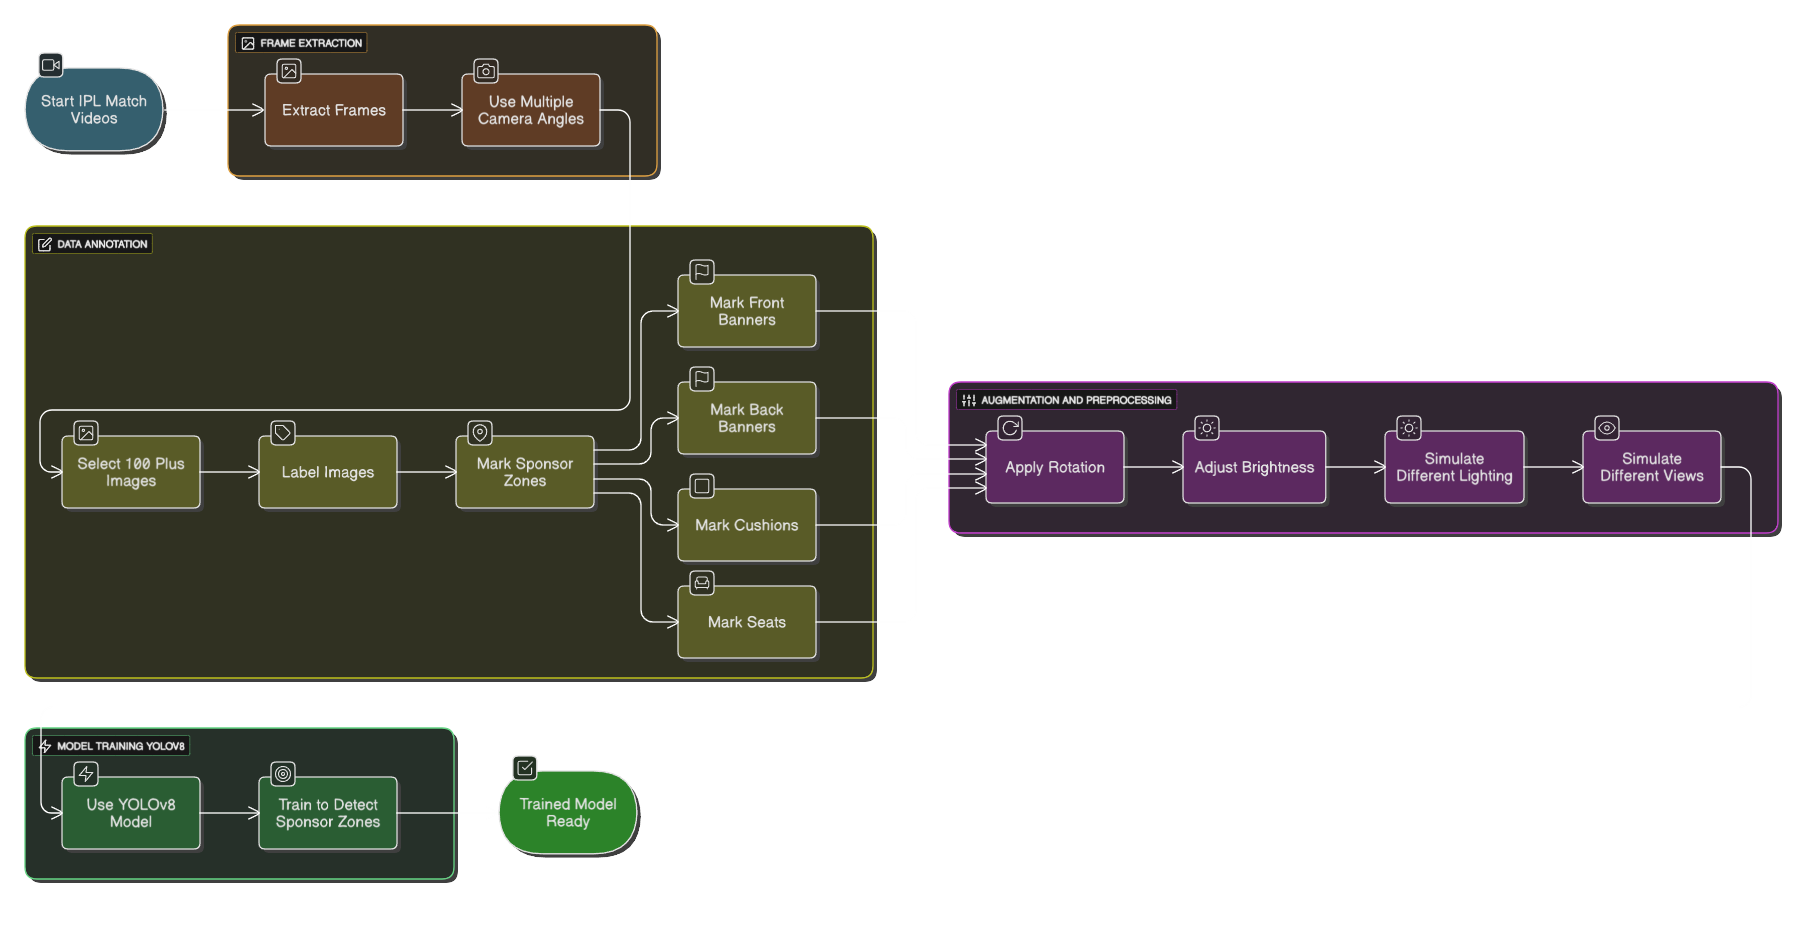 Start IPL Match
Videos
FRAME EXTRACTION
Extract Frames
Use Multiple
Camera Angles
DATA ANNOTATION
Select 100 Plus
Images
Label Images
Mark Sponsor
Zones
Mark Front
Banners
Mark Back
Banners
Mark Cushions
Mark Seats
AUGMENTATION AND PREPROCESSING
Apply Rotation
Adjust Brightness
Simulate
Different Lighting
Simulate
Different Views
MODEL TRAINING YOLOV8
Use YOLOv8
Model
Train to Detect
Sponsor Zones
Trained Model
Ready